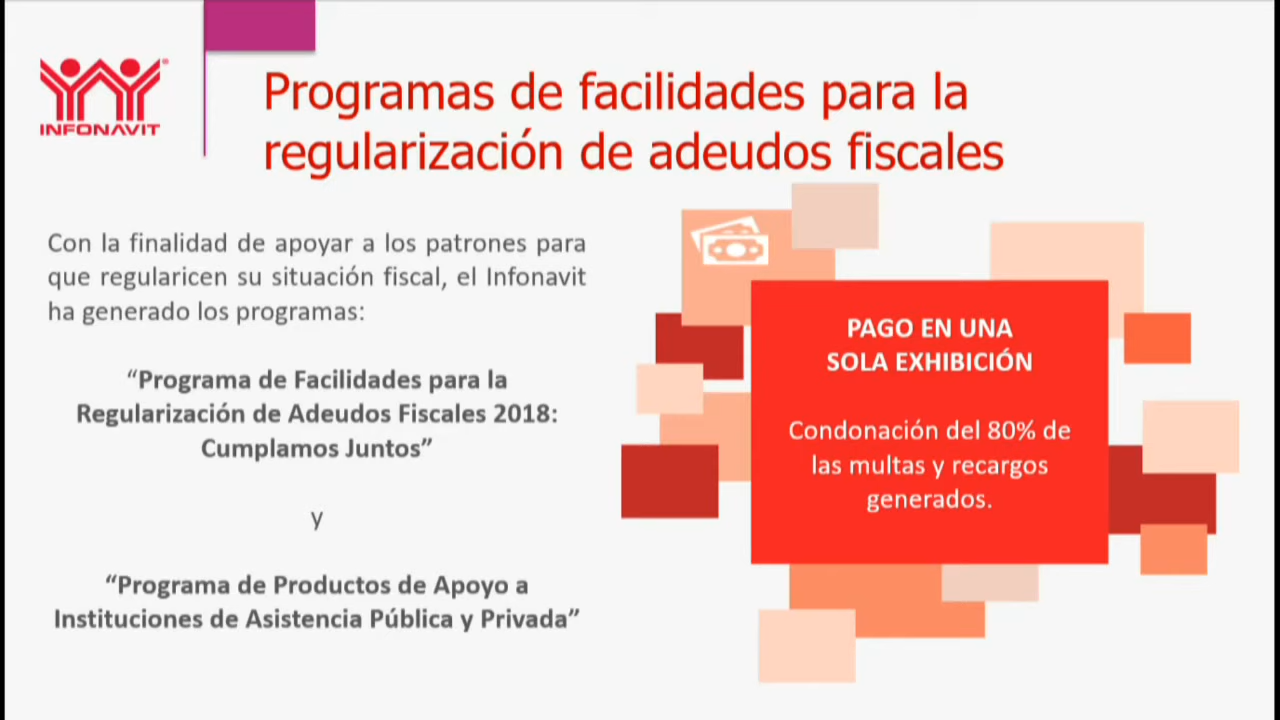 INFONAVIT
Programas de facilidades para la
regularización de adeudos fiscales
Con la finalidad de apoyar a los patrones para
que regularicen su situación fiscal, el Infonavit
ha generado los programas:
“Programa de Facilidades para la
Regularización de Adeudos Fiscales 2018:
Cumplamos Juntos”
y
“Programa de Productos de Apoyo a
Instituciones de Asistencia Pública y Privada”
PAGO EN UNA
SOLA EXHIBICIÓN
Condonación del 80% de
las multas y recargos
generados.